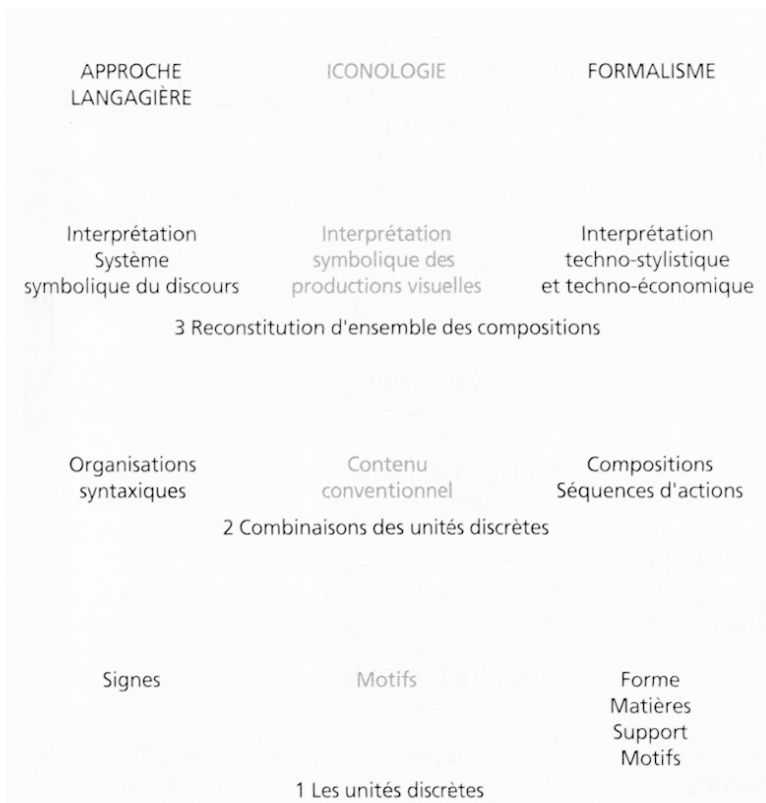 APPROCHE
LANGAGIÈRE
ICONOLOGIE
FORMALISME
Interprétation
Système
symbolique du discours
Interprétation
symbolique des
productions visuelles
Interprétation
techno-stylistique
et techno-économique
3 Reconstitution d'ensemble des compositions
Organisations
syntaxiques
Contenu
conventionnel
Compositions
Séquences d'actions
2 Combinaisons des unités discrètes
Signes
Motifs
Forme
Matières
Support
Motifs
1 Les unités discrètes